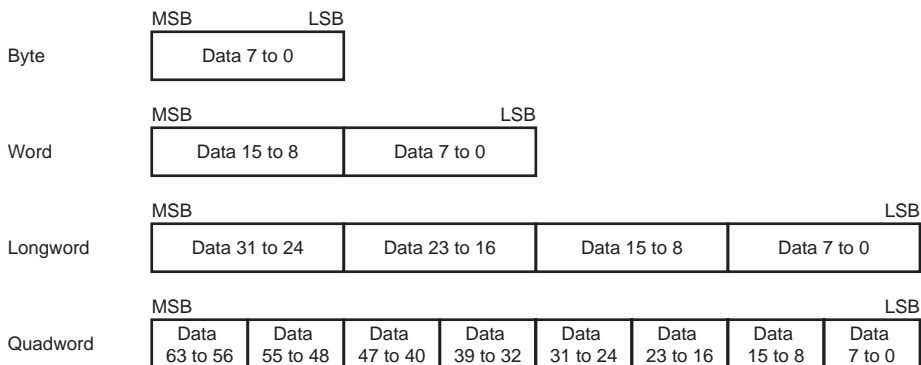 MSB LSB
Byte Data 7 to 0
MSB LSB
Word Data 15 to 8 Data 7 to 0
MSB LSB
Longword Data 31 to 24 Data 23 to 16 Data 15 to 8 Data 7 to 0
MSB LSB
Quadword Data 63 to 56 Data 55 to 48 Data 47 to 40 Data 39 to 32 Data 31 to 24 Data 23 to 16 Data 15 to 8 Data 7 to 0